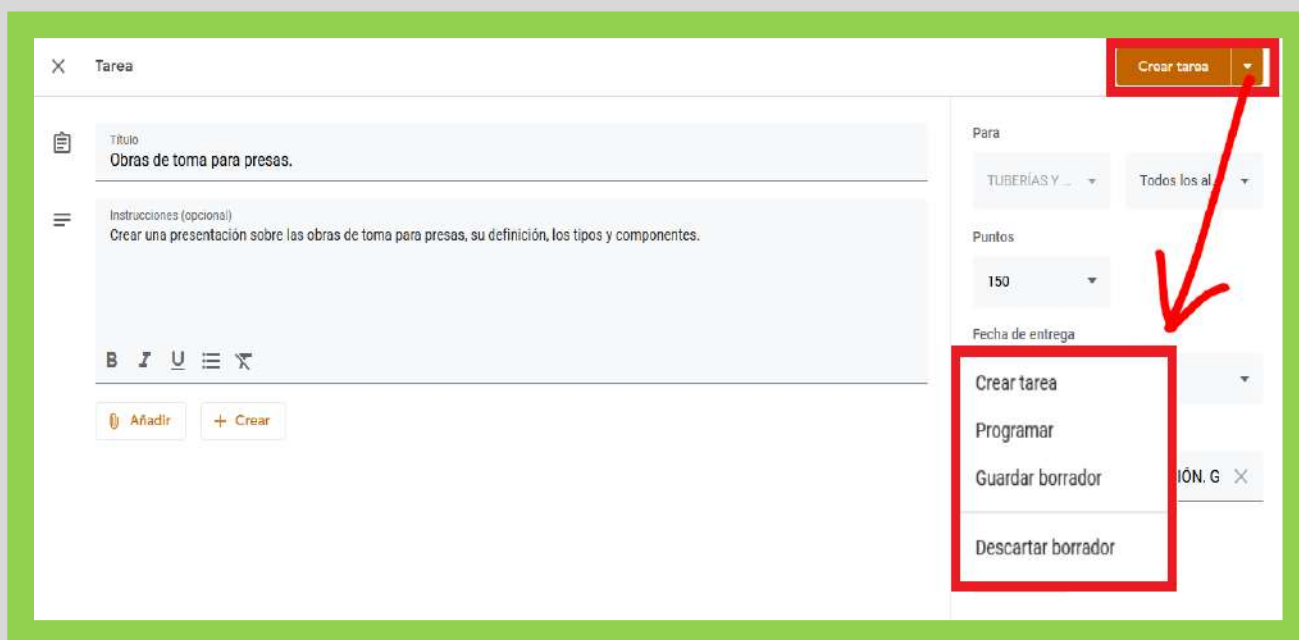 Tarea
Crear tarea
Título
Obras de toma para presas.
Instrucciones (opcional)
Crear una presentación sobre las obras de toma para presas, su definición, los tipos y componentes.
B I U
Añadir
+ Crear
Para
TUBERÍAS Y ...
Todos los al
Puntos
150
Fecha de entrega
Crear tarea
Programar
Guardar borrador
IÓN. G
Descartar borrador